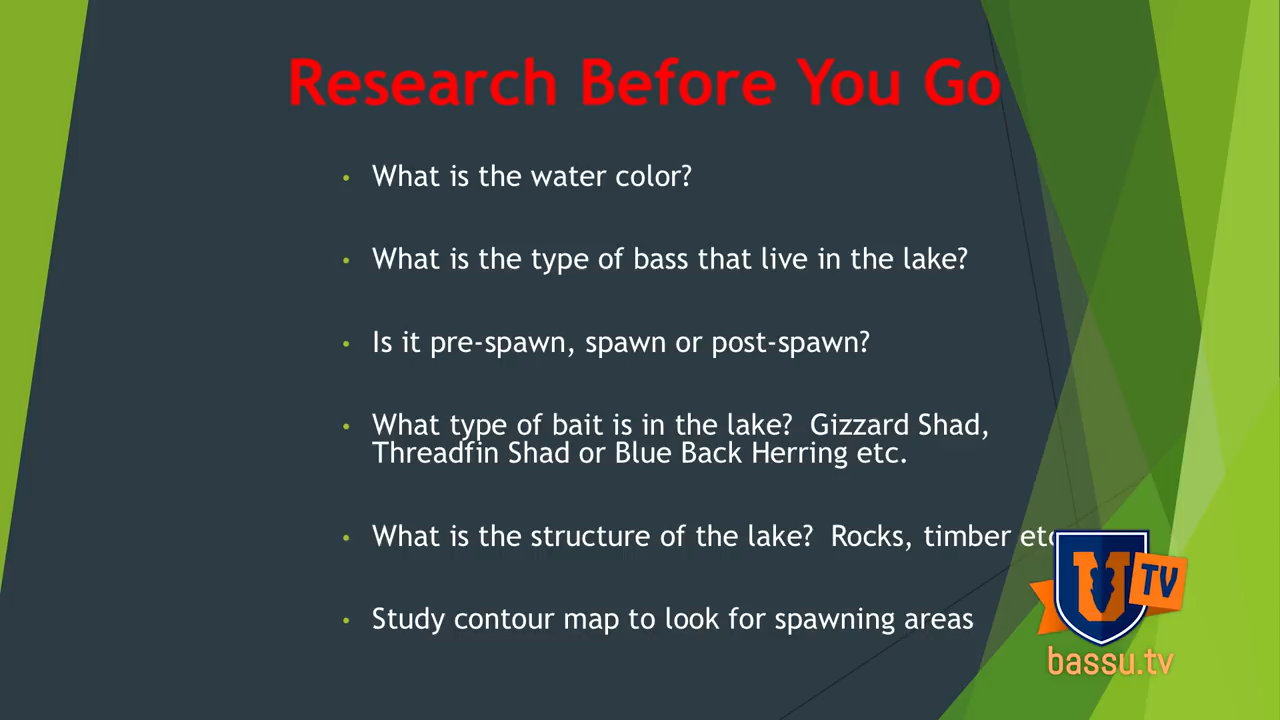 Research Before You Go
• What is the water color?
• What is the type of bass that live in the lake?
• Is it pre-spawn, spawn or post-spawn?
• What type of bait is in the lake?  Gizzard Shad,
Threadfin Shad or Blue Back Herring etc.
• What is the structure of the lake?  Rocks, timber etc
• Study contour map to look for spawning areas
U TV
bassu.tv